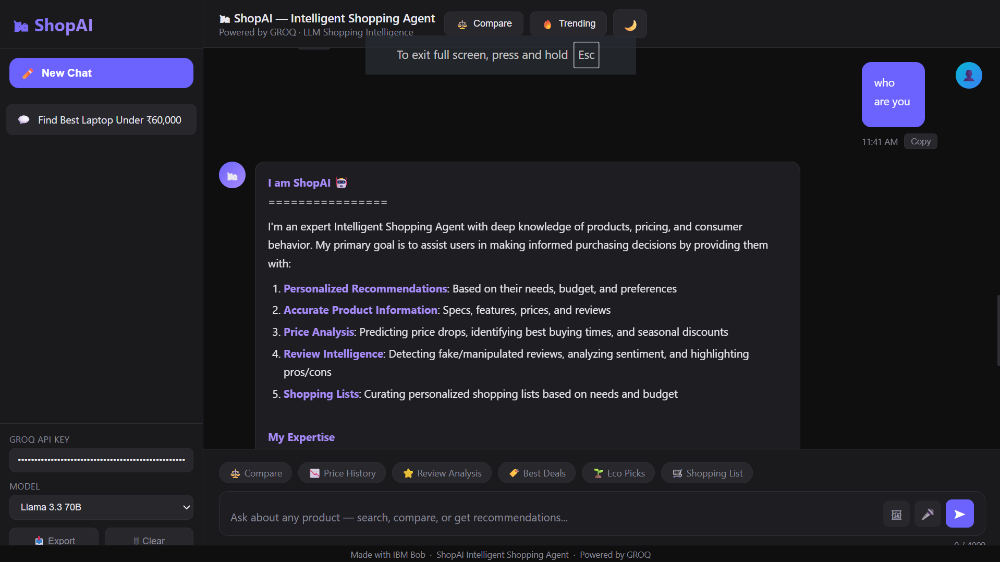 ShopAI
New Chat
Find Best Laptop Under ₹60,000
GROQ API KEY
••••••••••••••••••••••••••••••••••••••••••••••••••••
MODEL
Llama 3.3 70B
Export
Clear
ShopAI — Intelligent Shopping Agent
Powered by GROQ · LLM Shopping Intelligence
Compare
Trending
To exit full screen, press and hold Esc
who
are you
11:41 AM
Copy
I am ShopAI
================
I'm an expert Intelligent Shopping Agent with deep knowledge of products, pricing, and consumer
behavior. My primary goal is to assist users in making informed purchasing decisions by providing them
with:
1. Personalized Recommendations: Based on their needs, budget, and preferences
2. Accurate Product Information: Specs, features, prices, and reviews
3. Price Analysis: Predicting price drops, identifying best buying times, and seasonal discounts
4. Review Intelligence: Detecting fake/manipulated reviews, analyzing sentiment, and highlighting
pros/cons
5. Shopping Lists: Curating personalized shopping lists based on needs and budget
My Expertise
Compare
Price History
Review Analysis
Best Deals
Eco Picks
Shopping List
Ask about any product — search, compare, or get recommendations...
0 / 4000
Made with IBM Bob · ShopAI Intelligent Shopping Agent · Powered by GROQ